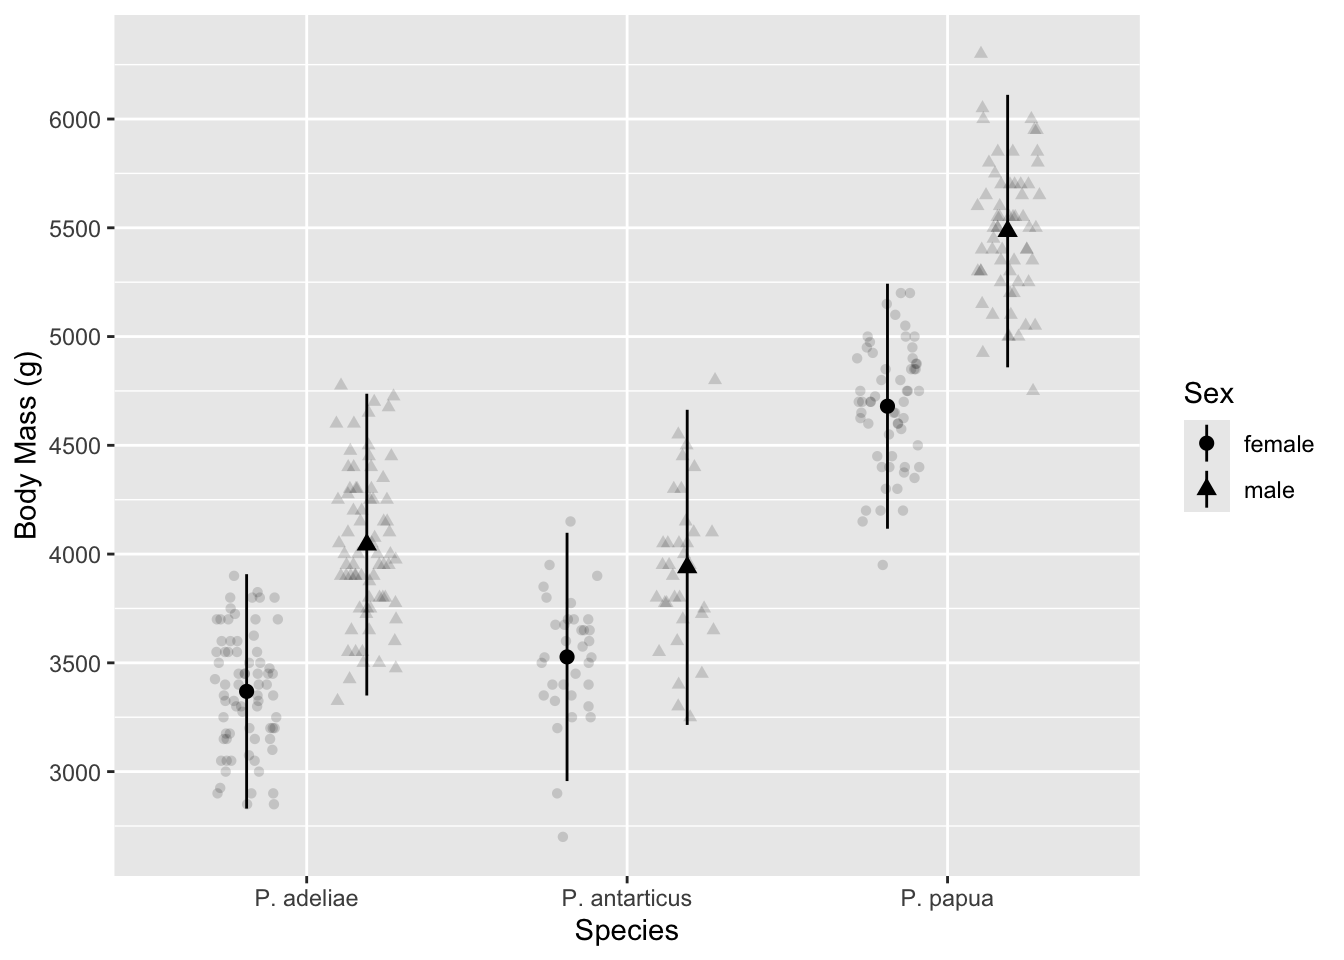 Body Mass (g)
6000
5500
5000
4500
4000
3500
3000
P. adeliae
P. antarticus
P. papua
Species
Sex
female
male